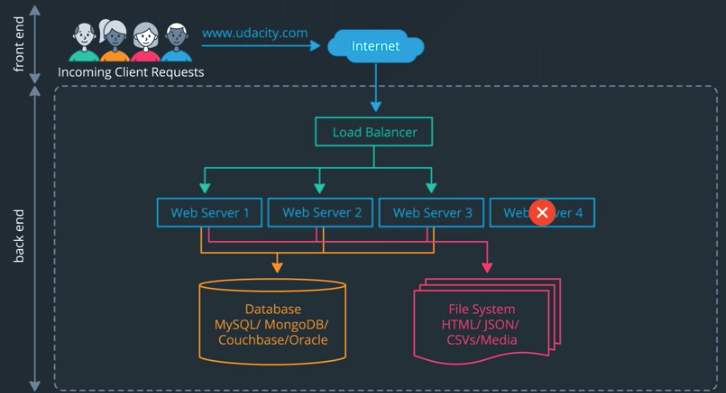 front end
www.udacity.com
Internet
Incoming Client Requests
back end
Load Balancer
Web Server 1
Web Server 2
Web Server 3
Web ver 4
Database
MySQL/ MongoDB/
Couchbase/Oracle
File System
HTML/ JSON/
CSVs/Media